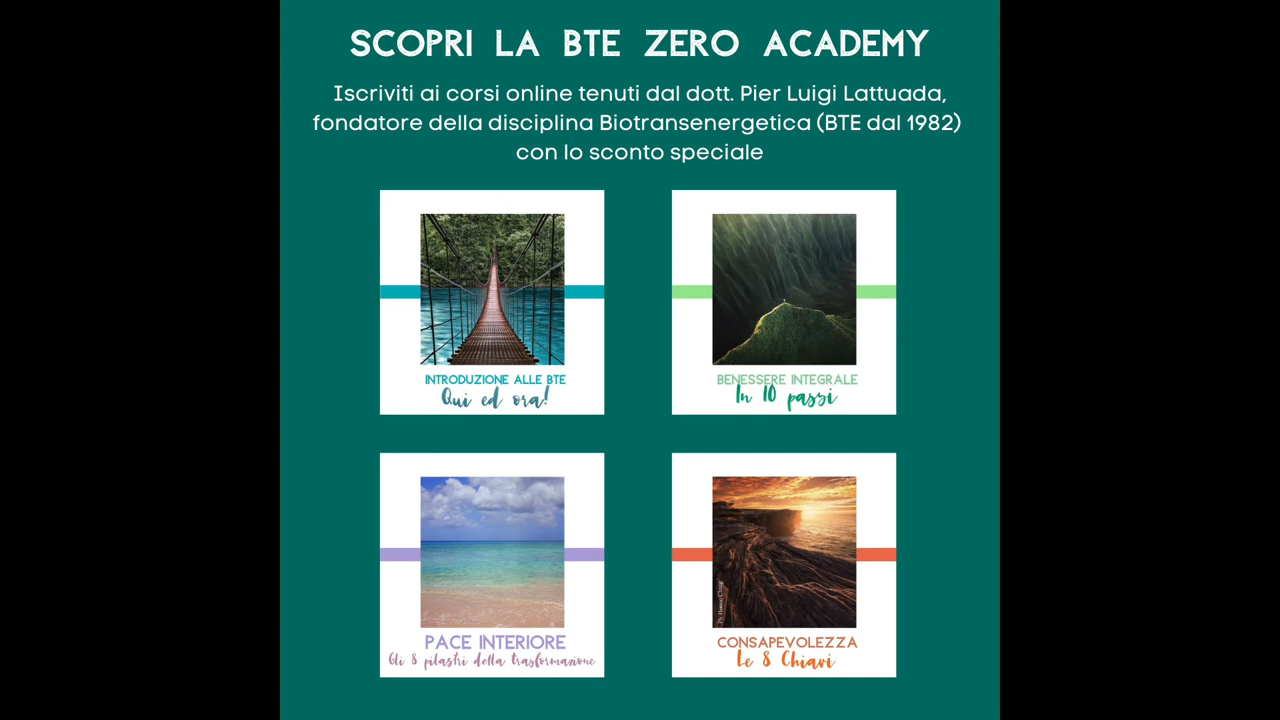 SCOPRI LA BTE ZERO ACADEMY
Iscriviti ai corsi online tenuti dal dott. Pier Luigi Lattuada,
fondatore della disciplina Biotransenergetica (BTE dal 1982)
con lo sconto speciale
INTRODUZIONE ALLE BTE
Qui ed ora!
BENESSERE INTEGRALE
In 10 passi
PACE INTERIORE
Gli 8 pilastri della trasformazione
CONSAPEVOLEZZA
Le 8 Chiavi